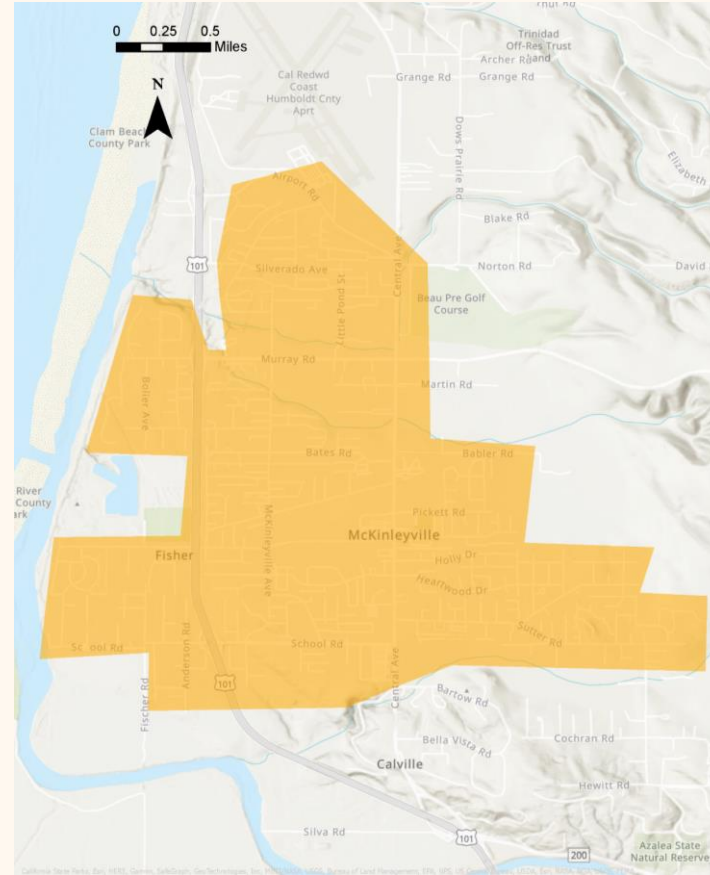 0 0.25 0.5
Miles
N
Thur Rd
Trinidad
Off-Res Trust
Land
Archer Rd
Grange Rd
Grange Rd
Cal Redwd
Coast
Humboldt Cnty
Aprt
Clam Beach
County Park
Dows Prairie Rd
Elizabeth
Airport Rd
Blake Rd
101
Silverado Ave
Little Pond St
Central Ave
Norton Rd
David
Beau Pre Golf
Course
Murray Rd
Martin Rd
Boller Ave
Bates Rd
Babler Rd
River
County
ark
McKinleyville Ave
Pickett Rd
McKinleyville
Fisher
Holly Dr
Heartwood Dr
Sutter Rd
School Rd
School Rd
Anderson Rd
Fischer Rd
101
Central Ave
Bartow Rd
Bella Vista Rd
Cochran Rd
Calville
Hewitt Rd
Silva Rd
101
200
Azalea State
Natural Reserve